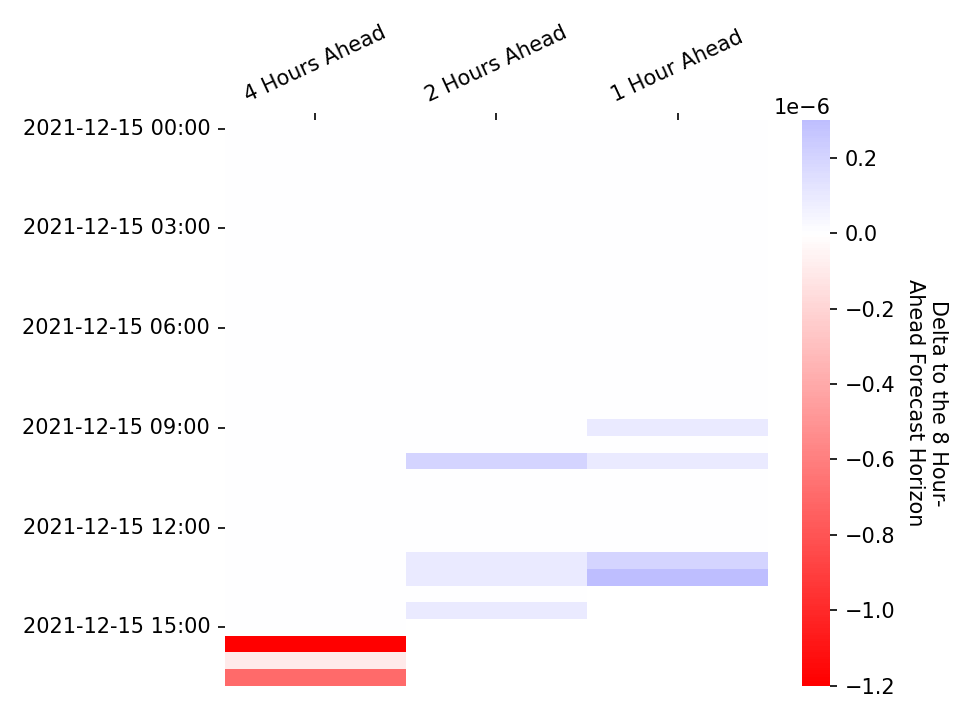 4 Hours Ahead
2 Hours Ahead
1 Hour Ahead
1e−6
2021-12-15 00:00
2021-12-15 03:00
2021-12-15 06:00
2021-12-15 09:00
2021-12-15 12:00
2021-12-15 15:00
0.2
0.0
−0.2
−0.4
−0.6
−0.8
−1.0
−1.2
Delta to the 8 Hour-
Ahead Forecast Horizon